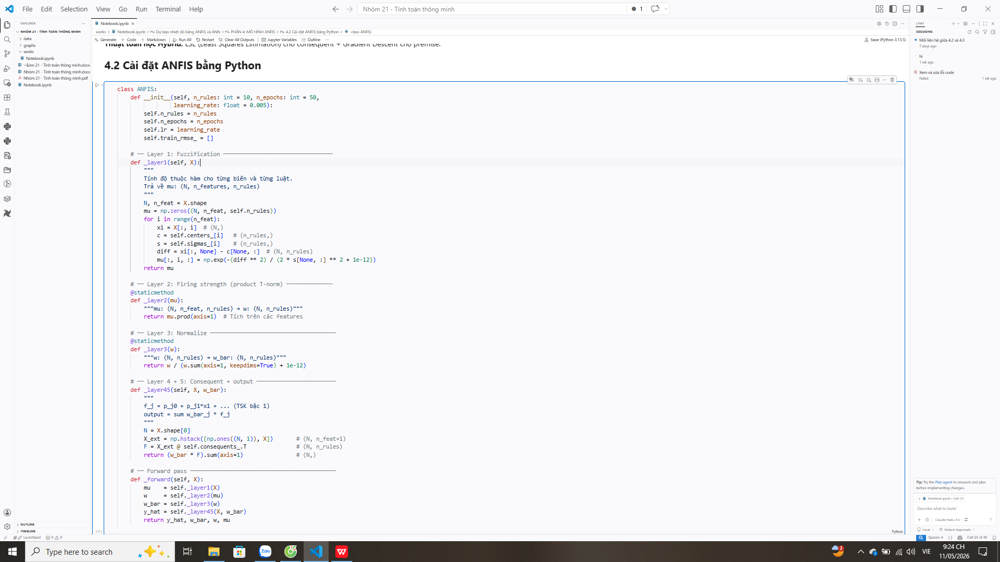 File Edit Selection View Go Run Terminal Help
Nhóm 21 - Tính toán thông minh
1
EXPLORER
NHÓM 21 - TÍNH TOÁN THÔNG MINH
data
graphs
works
Notebook.ipynb
~$óm 21 - Tính toán thông minh.docx
Nhóm 21 - Tính toán thông minh.docx
Nhóm 21 - Tính toán thông minh.pdf
Notebook.ipynb
OUTLINE
TIMELINE
Notebook.ipynb
works > Notebook.ipynb > M↓ Dự báo nhiệt độ bằng ANFIS và ANN > M↓ PHẦN 4: MÔ HÌNH ANFIS > M↓ 4.2 Cài đặt ANFIS bằng Python > class ANFIS:
Generate + Code + Markdown Run All Restart Clear All Outputs Jupyter Variables Outline ...
base (Python 3.13.5)
Thuật toán học Hybrid: LSE (Least Squares Estimation) cho consequent + Gradient Descent cho premise.
4.2 Cài đặt ANFIS bằng Python
class ANFIS:
    def __init__(self, n_rules: int = 10, n_epochs: int = 50,
                 learning_rate: float = 0.005):
        self.n_rules = n_rules
        self.n_epochs = n_epochs
        self.lr = learning_rate
        self.train_rmse_ = []
    # ── Layer 1: Fuzzification ─────────────────────────────────
    def _layer1(self, X):
        """
        Tính độ thuộc hàm cho từng biến và từng luật.
        Trả về mu: (N, n_features, n_rules)
        """
        N, n_feat = X.shape
        mu = np.zeros((N, n_feat, self.n_rules))
        for i in range(n_feat):
            xi = X[:, i]  # (N,)
            c = self.centers_[i]   # (n_rules,)
            s = self.sigmas_[i]    # (n_rules,)
            diff = xi[:, None] - c[None, :]  # (N, n_rules)
            mu[:, i, :] = np.exp(-(diff ** 2) / (2 * s[None, :] ** 2 + 1e-12))
        return mu
    # ── Layer 2: Firing strength (product T-norm) ──────────────
    @staticmethod
    def _layer2(mu):
        """mu: (N, n_feat, n_rules) → w: (N, n_rules)"""
        return mu.prod(axis=1)  # Tích trên các features
    # ── Layer 3: Normalize ──────────────────────────────────────
    @staticmethod
    def _layer3(w):
        """w: (N, n_rules) → w_bar: (N, n_rules)"""
        return w / (w.sum(axis=1, keepdims=True) + 1e-12)
    # ── Layer 4 + 5: Consequent + output ────────────────────────
    def _layer45(self, X, w_bar):
        """
        f_j = p_j0 + p_j1*x1 + ... (TSK bậc 1)
        output = sum w_bar_j * f_j
        """
        N = X.shape[0]
        X_ext = np.hstack([np.ones((N, 1)), X])       # (N, n_feat+1)
        F = X_ext @ self.consequents_.T               # (N, n_rules)
        return (w_bar * F).sum(axis=1)                # (N,)
    # ── Forward pass ────────────────────────────────────────────
    def _forward(self, X):
        mu    = self._layer1(X)
        w     = self._layer2(mu)
        w_bar = self._layer3(w)
        y_hat = self._layer45(X, w_bar)
        return y_hat, w_bar, w, mu
[11]
Python
CHAT
SESSIONS
Mối liên hệ giữa 4.2 và 4.3
7 days ago
hi
1 wk ago
Xem và sửa lỗi code
Failed · 1 wk ago
Tip: Try the Plan agent to research and plan
before implementing changes.
Notebook.ipynb • Cell 23
Describe what to build
Claude Haiku 4.5
Local Default Approvals
Launchpad 0 0
Spaces: 4 { } Cell 23 of 40
Type here to search
Zalo
2
VIE
9:24 CH
11/05/2026